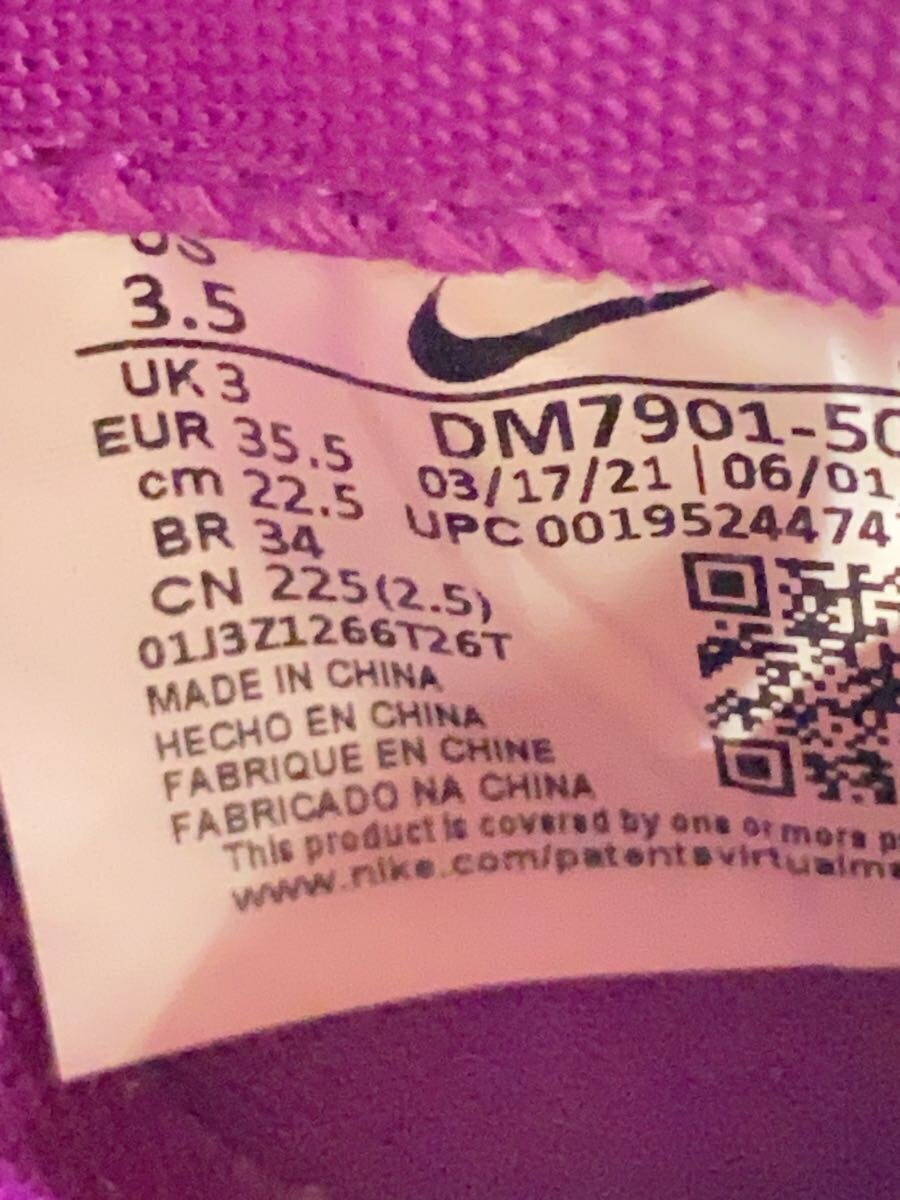 US
3.5
UK 3
EUR 35.5
cm 22.5
BR 34
CN 225(2.5)
01J3Z1266T26T
MADE IN CHINA
HECHO EN CHINA
FABRIQUE EN CHINE
FABRICADO NA CHINA
DM7901-50
03/17/21 | 06/01
UPC 0019524474
This product is covered by one or more p
www.nike.com/patentsvirtualma